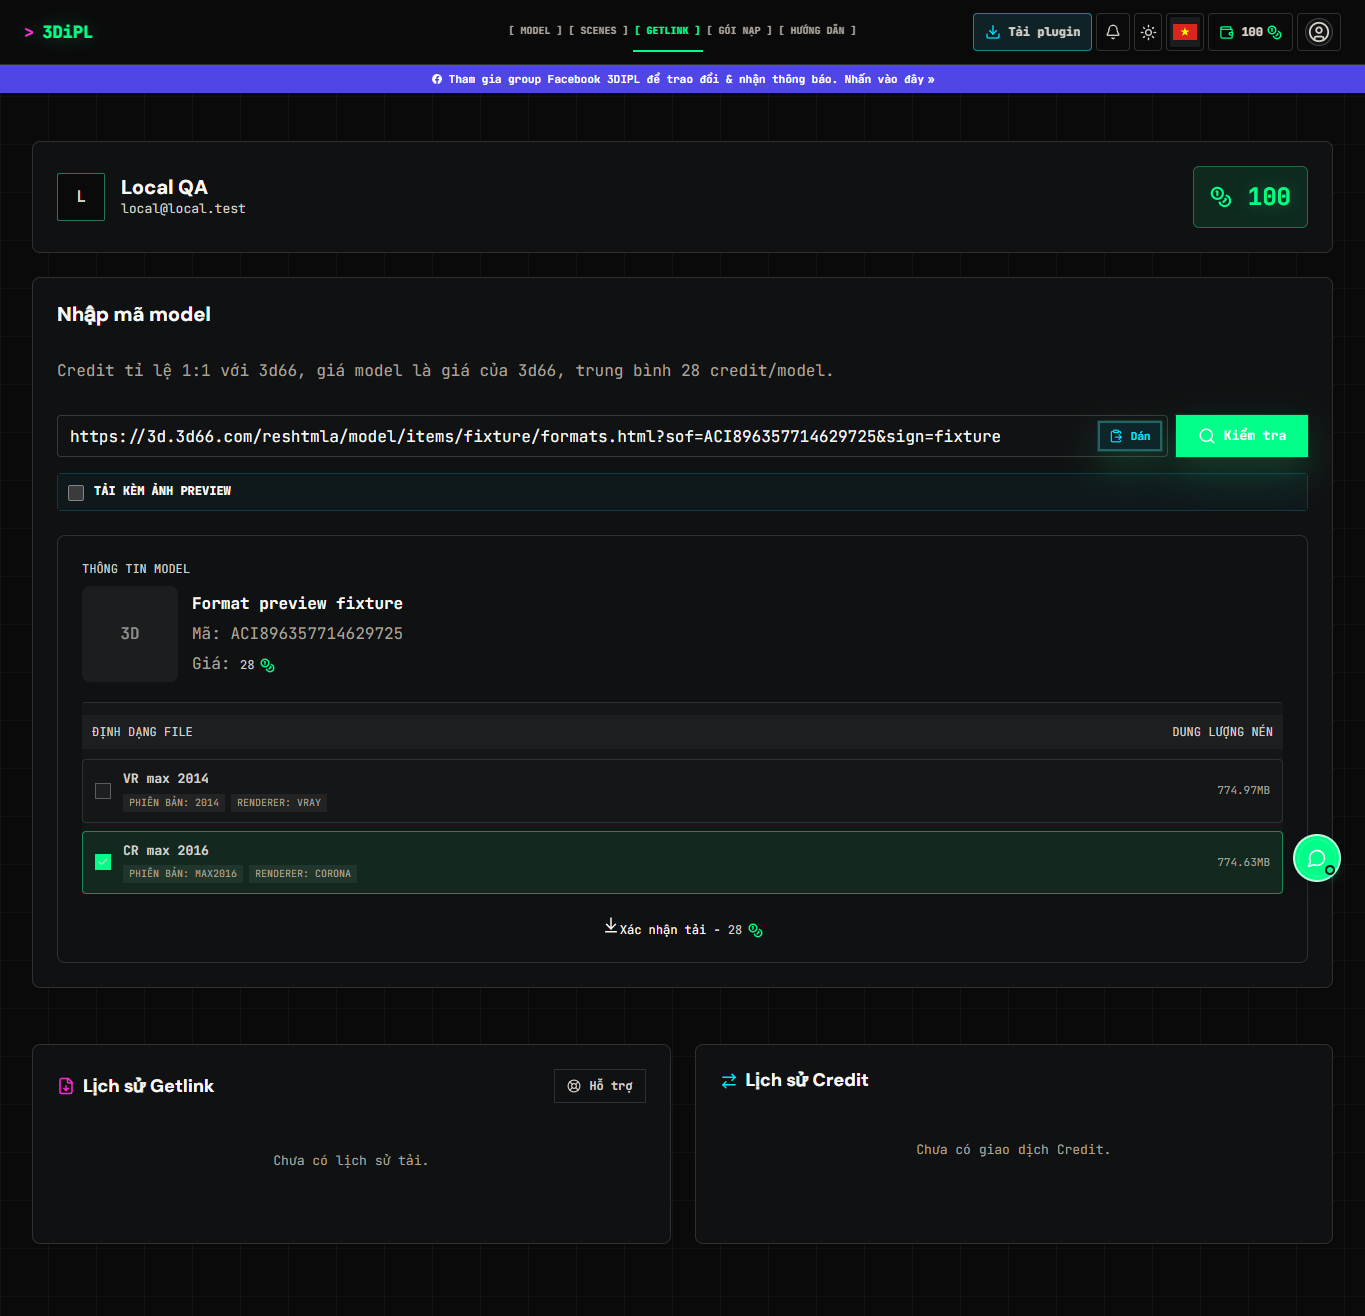 > 3DiPL
[ MODEL ] [ SCENES ] [ GETLINK ] [ GÓI NẠP ] [ HƯỚNG DẪN ]
Tải plugin
100
Tham gia group Facebook 3DIPL để trao đổi & nhận thông báo. Nhấn vào đây »
L
Local QA
local@local.test
100
Nhập mã model
Credit tỉ lệ 1:1 với 3d66, giá model là giá của 3d66, trung bình 28 credit/model.
https://3d.3d66.com/reshtmla/model/items/fixture/formats.html?sof=ACI896357714629725&sign=fixture
Dán
Kiểm tra
TẢI KÈM ẢNH PREVIEW
THÔNG TIN MODEL
3D
Format preview fixture
Mã: ACI896357714629725
Giá: 28
ĐỊNH DẠNG FILE
DUNG LƯỢNG NÉN
VR max 2014
PHIÊN BẢN: 2014
RENDERER: VRAY
774.97MB
CR max 2016
PHIÊN BẢN: MAX2016
RENDERER: CORONA
774.63MB
Xác nhận tải - 28
Lịch sử Getlink
Hỗ trợ
Chưa có lịch sử tải.
Lịch sử Credit
Chưa có giao dịch Credit.